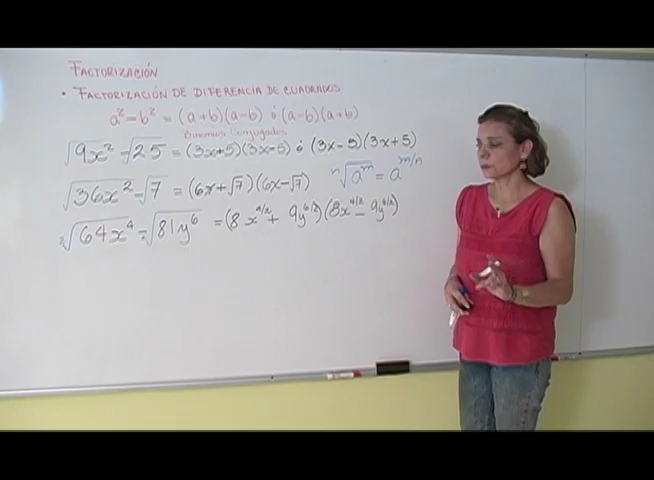 FACTORIZACIÓN
• FACTORIZACIÓN DE DIFERENCIA DE CUADRADOS
a² - b² = (a+b)(a-b) ó (a-b)(a+b)
Binomios Conjugados
√9x² - √25 = (3x+5)(3x-5) ó (3x-5)(3x+5)
√36x² - √7 = (6x+√7)(6x-√7)
ⁿ√aᵐ = a^m/n
²√64x⁴ - ²√81y⁶ = (8x^4/2 + 9y^6/2)(8x^4/2 - 9y^6/2)